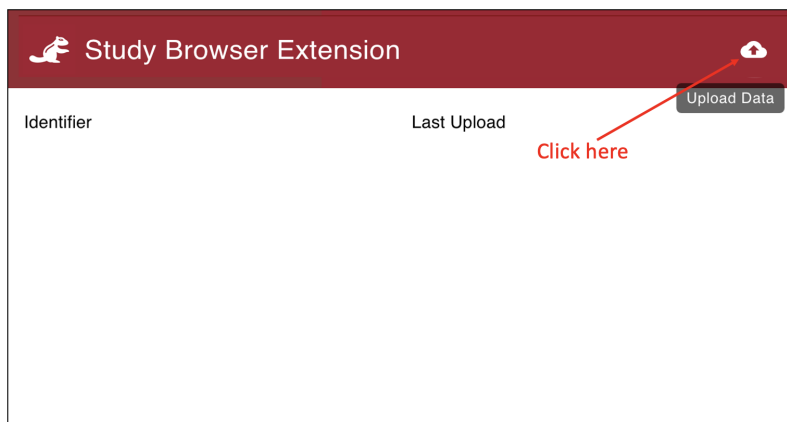 Study Browser Extension
Upload Data
Identifier
Last Upload
Click here